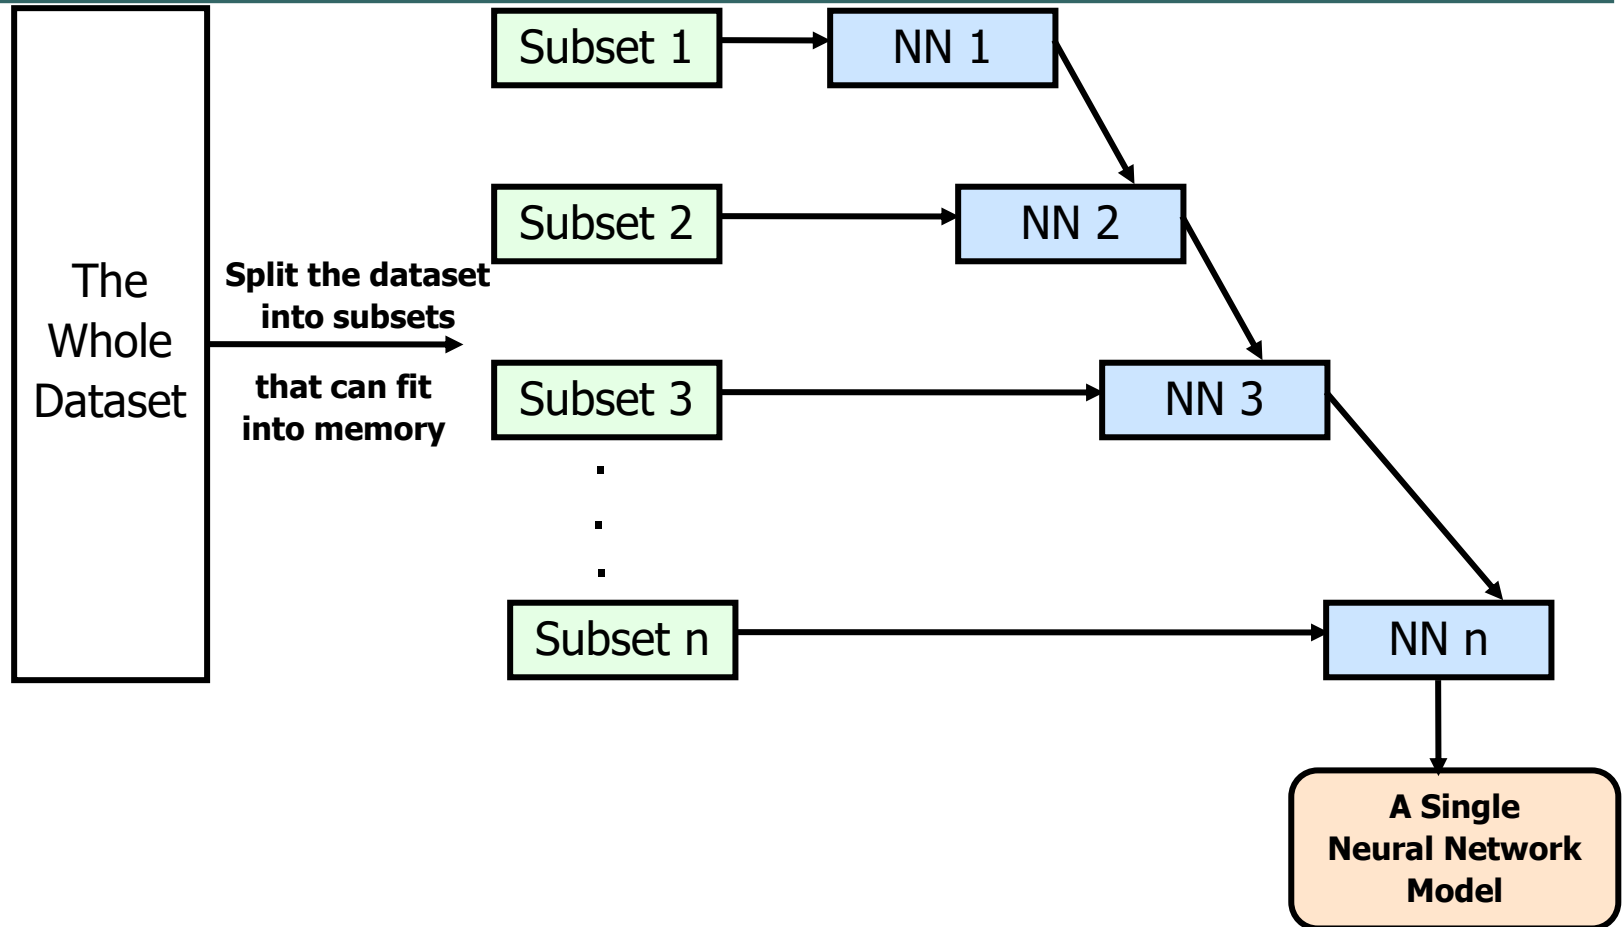 The
Whole
Dataset
Split the dataset
into subsets
that can fit
into memory
Subset 1
NN 1
Subset 2
NN 2
Subset 3
NN 3
.
.
.
Subset n
NN n
A Single
Neural Network
Model